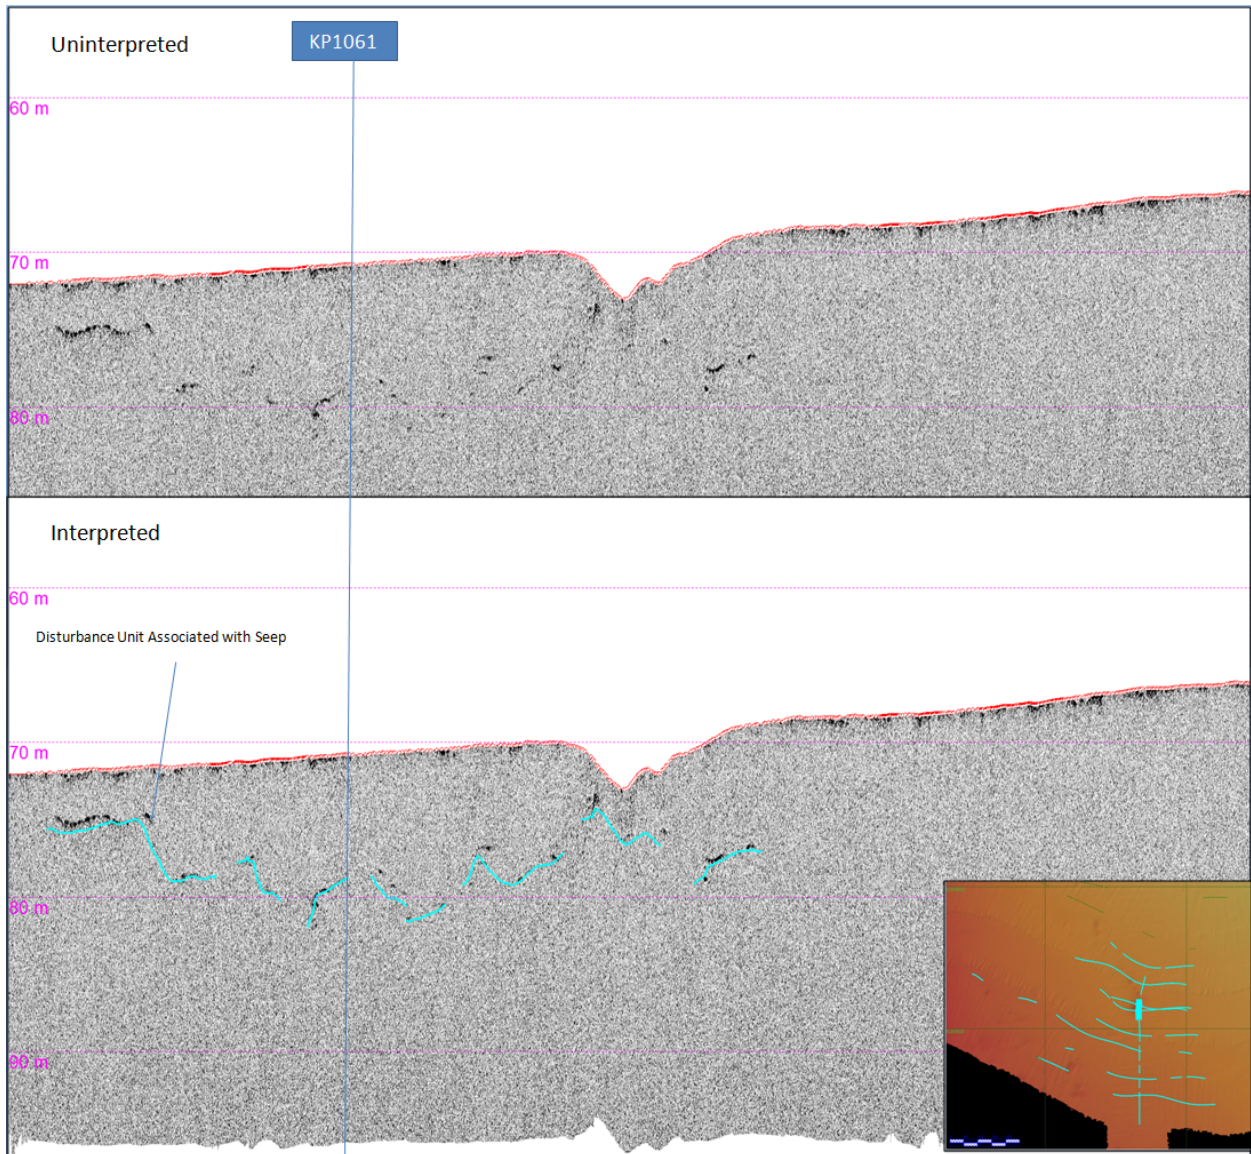 Uninterpreted
KP1061
60 m
70 m
80 m
Interpreted
60 m
Disturbance Unit Associated with Seep
70 m
80 m
90 m